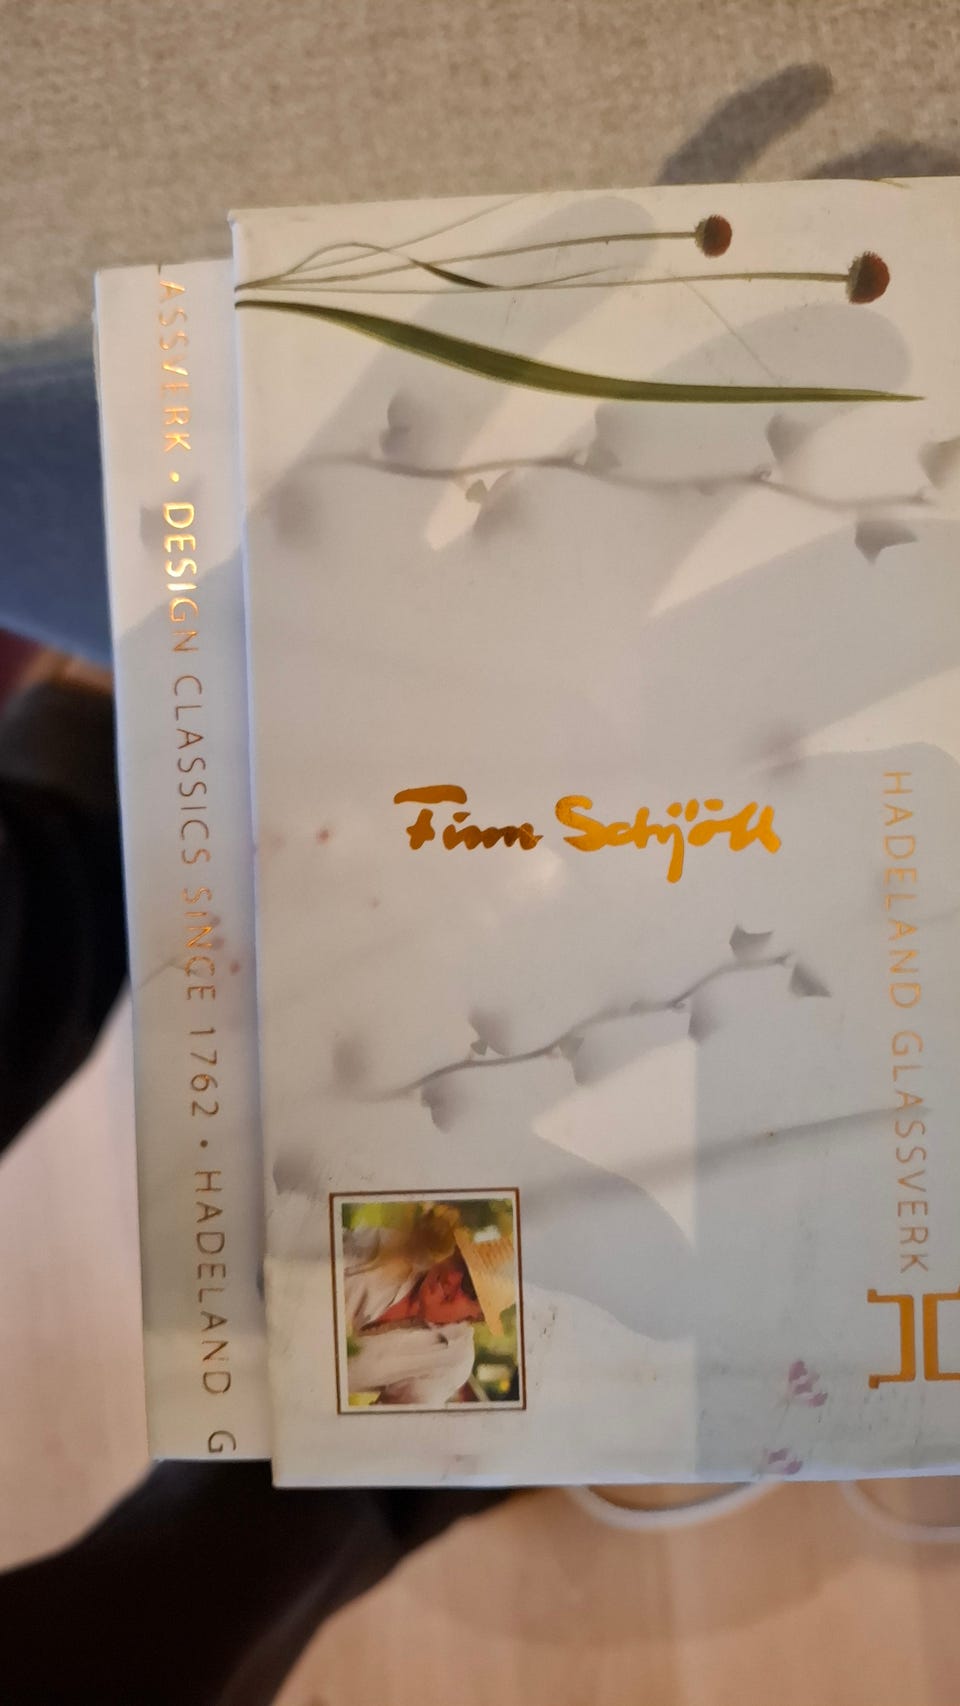 ASSVERK • DESIGN CLASSICS SINCE 1762 • HADELAND G
Finn Schjöll
HADELAND GLASSVERK